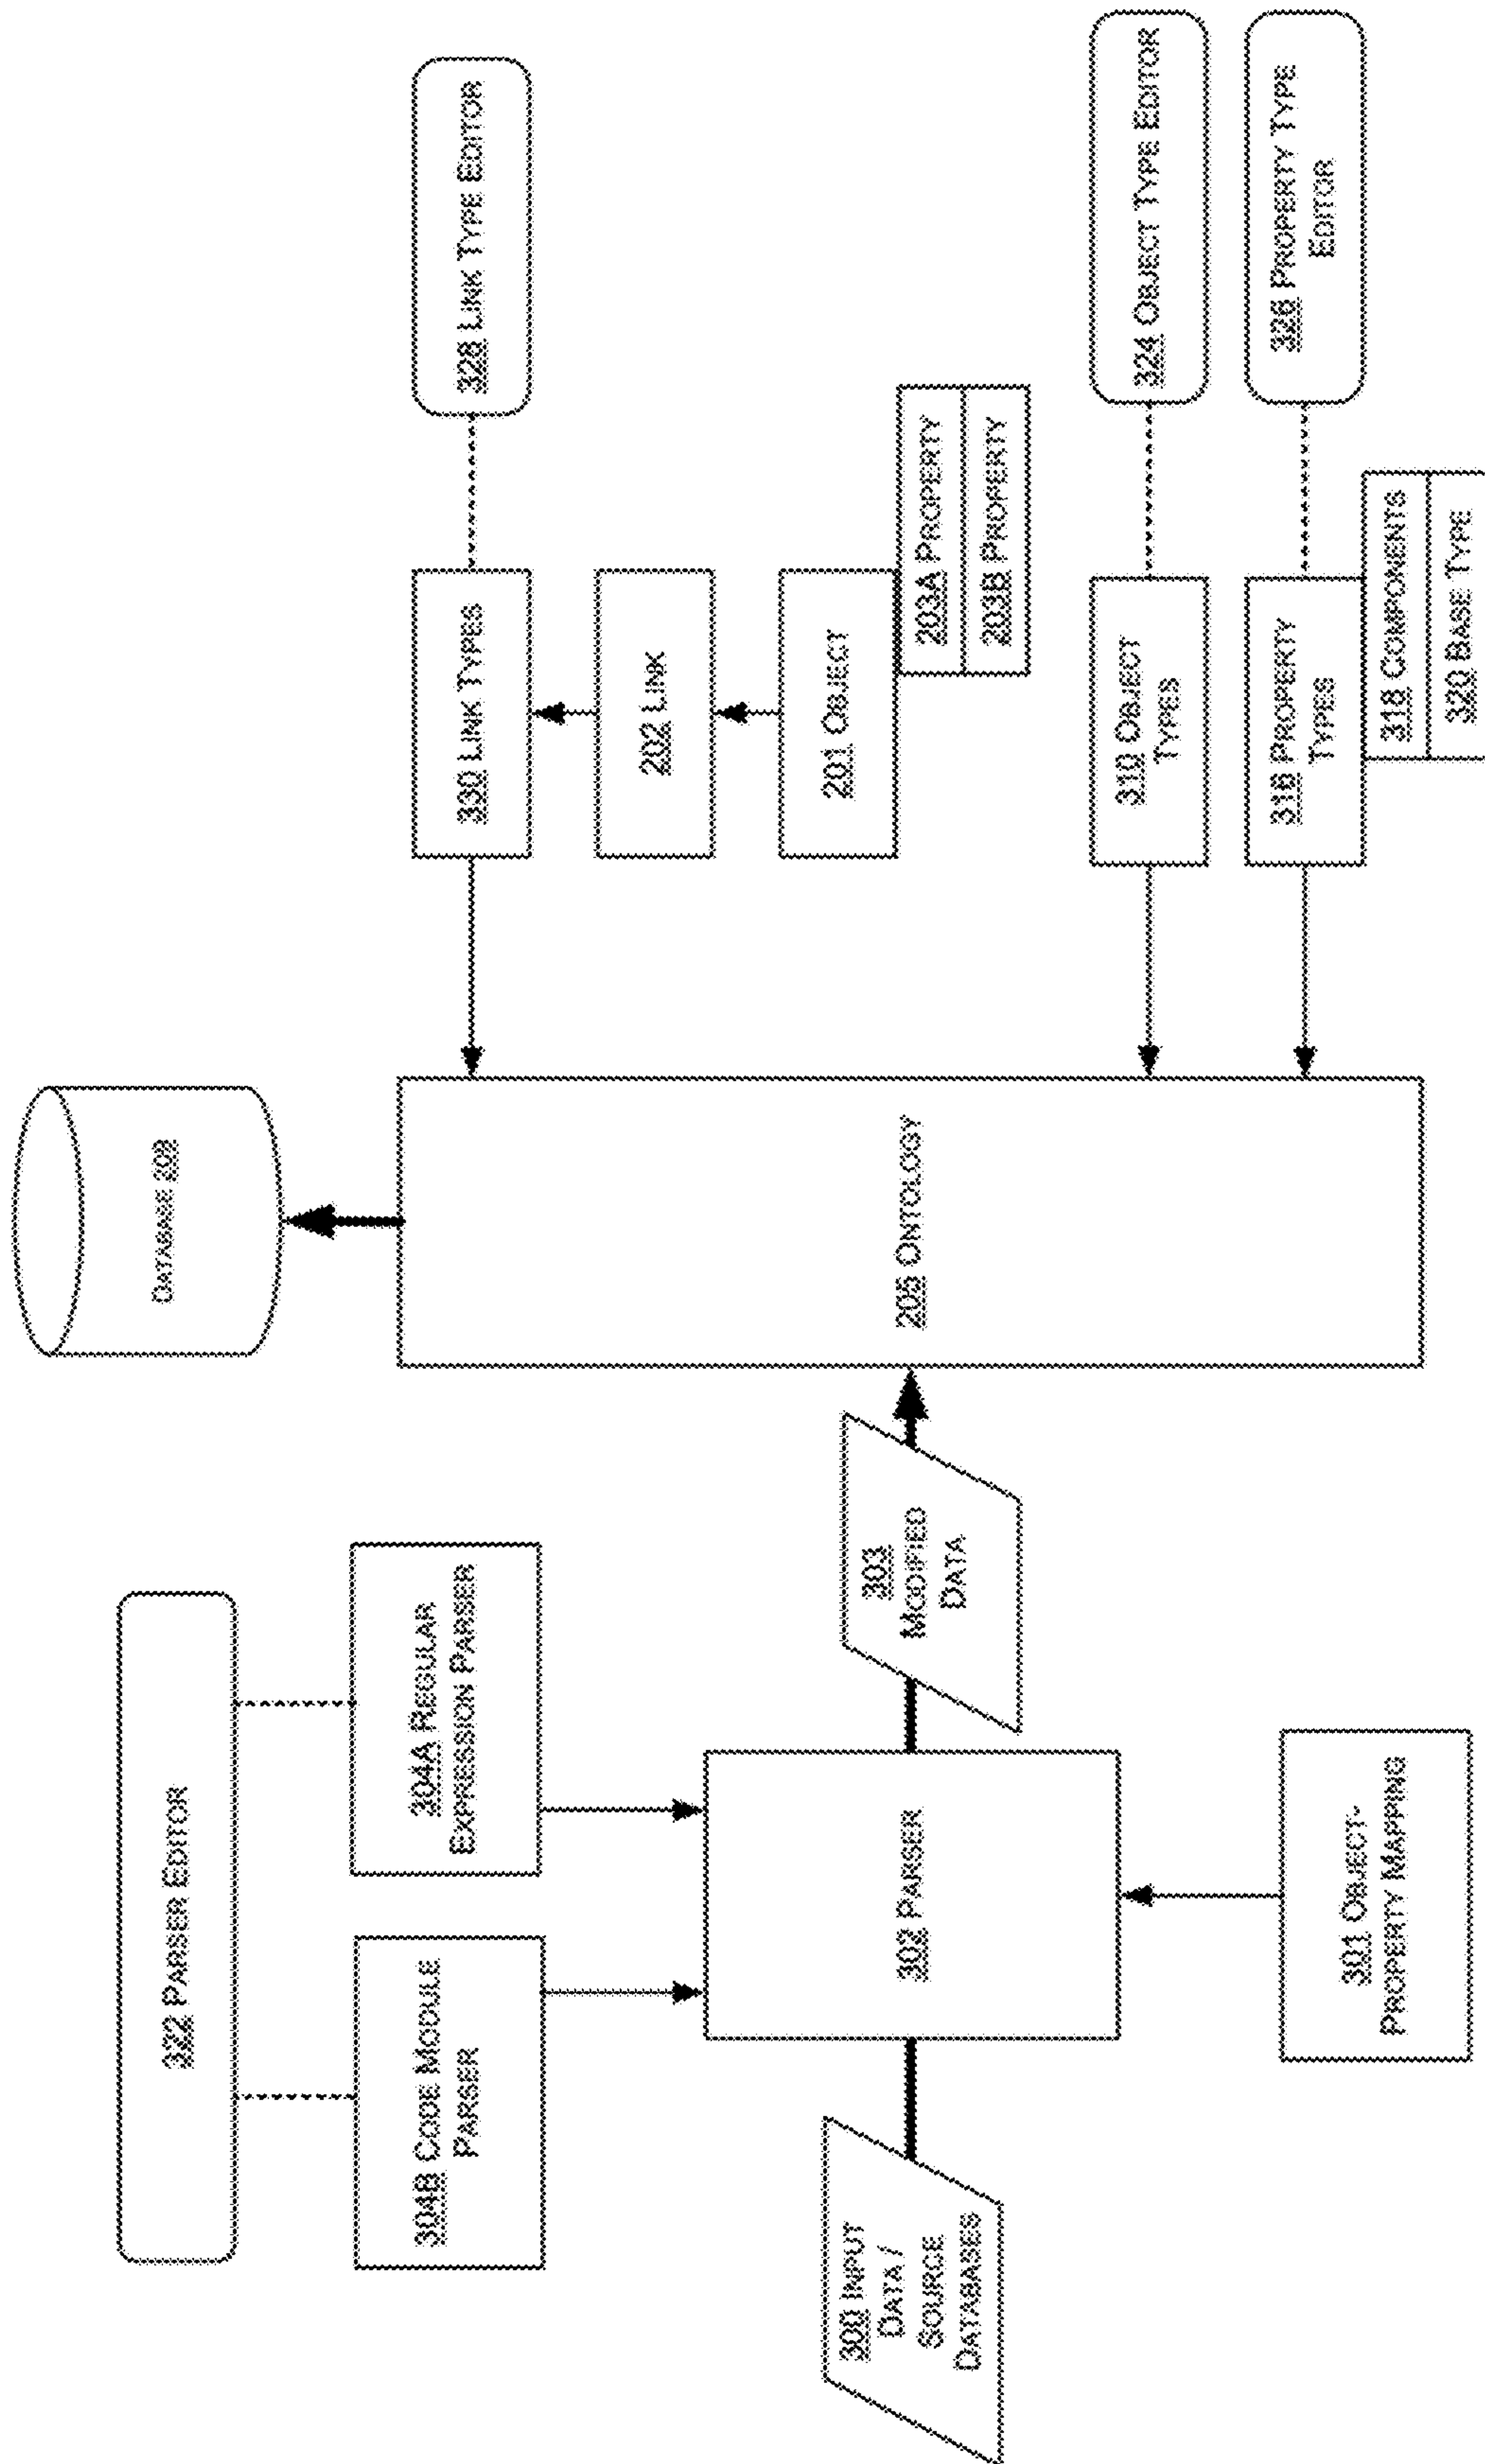 322 PARSER EDITOR
304B CODE MODULE
PARSER
304A REGULAR
EXPRESSION PARSER
300 INPUT
DATA /
SOURCE
DATABASES
302 PARSER
303
MODIFIED
DATA
301 OBJECT-
PROPERTY MAPPING
DATABASE 209
205 ONTOLOGY
330 LINK TYPES
328 LINK TYPE EDITOR
202 LINK
201 OBJECT
203A PROPERTY
203B PROPERTY
310 OBJECT
TYPES
324 OBJECT TYPE EDITOR
316 PROPERTY
TYPES
326 PROPERTY TYPE
EDITOR
318 COMPONENTS
320 BASE TYPE